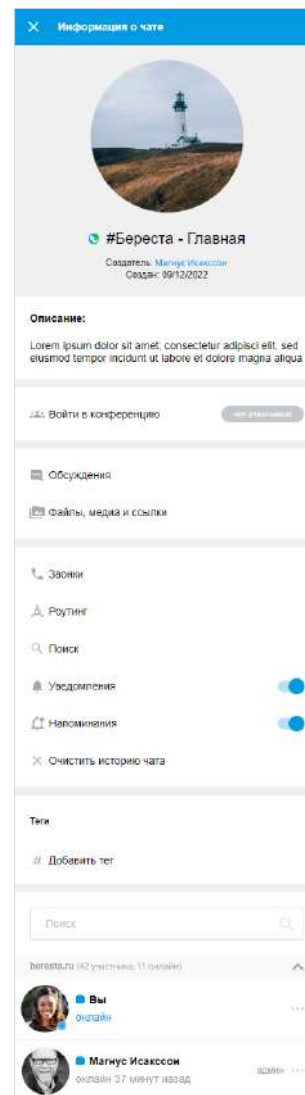 Информация о чате
#Береста - Главная
Создатель: Магнус Исакссон
Создан: 09/12/2022
Описание:
Lorem ipsum dolor sit amet, consectetur adipisci elit, sed
eiusmod tempor incidunt ut labore et dolore magna aliqua
Войти в конференцию
нет участников
Обсуждения
Файлы, медиа и ссылки
Звонки
Роутинг
Поиск
Уведомления
Напоминания
Очистить историю чата
Теги
# Добавить тег
Поиск
beresta.ru (42 участника, 11 онлайн)
Вы
онлайн
Магнус Исакссон
админ
онлайн 37 минут назад